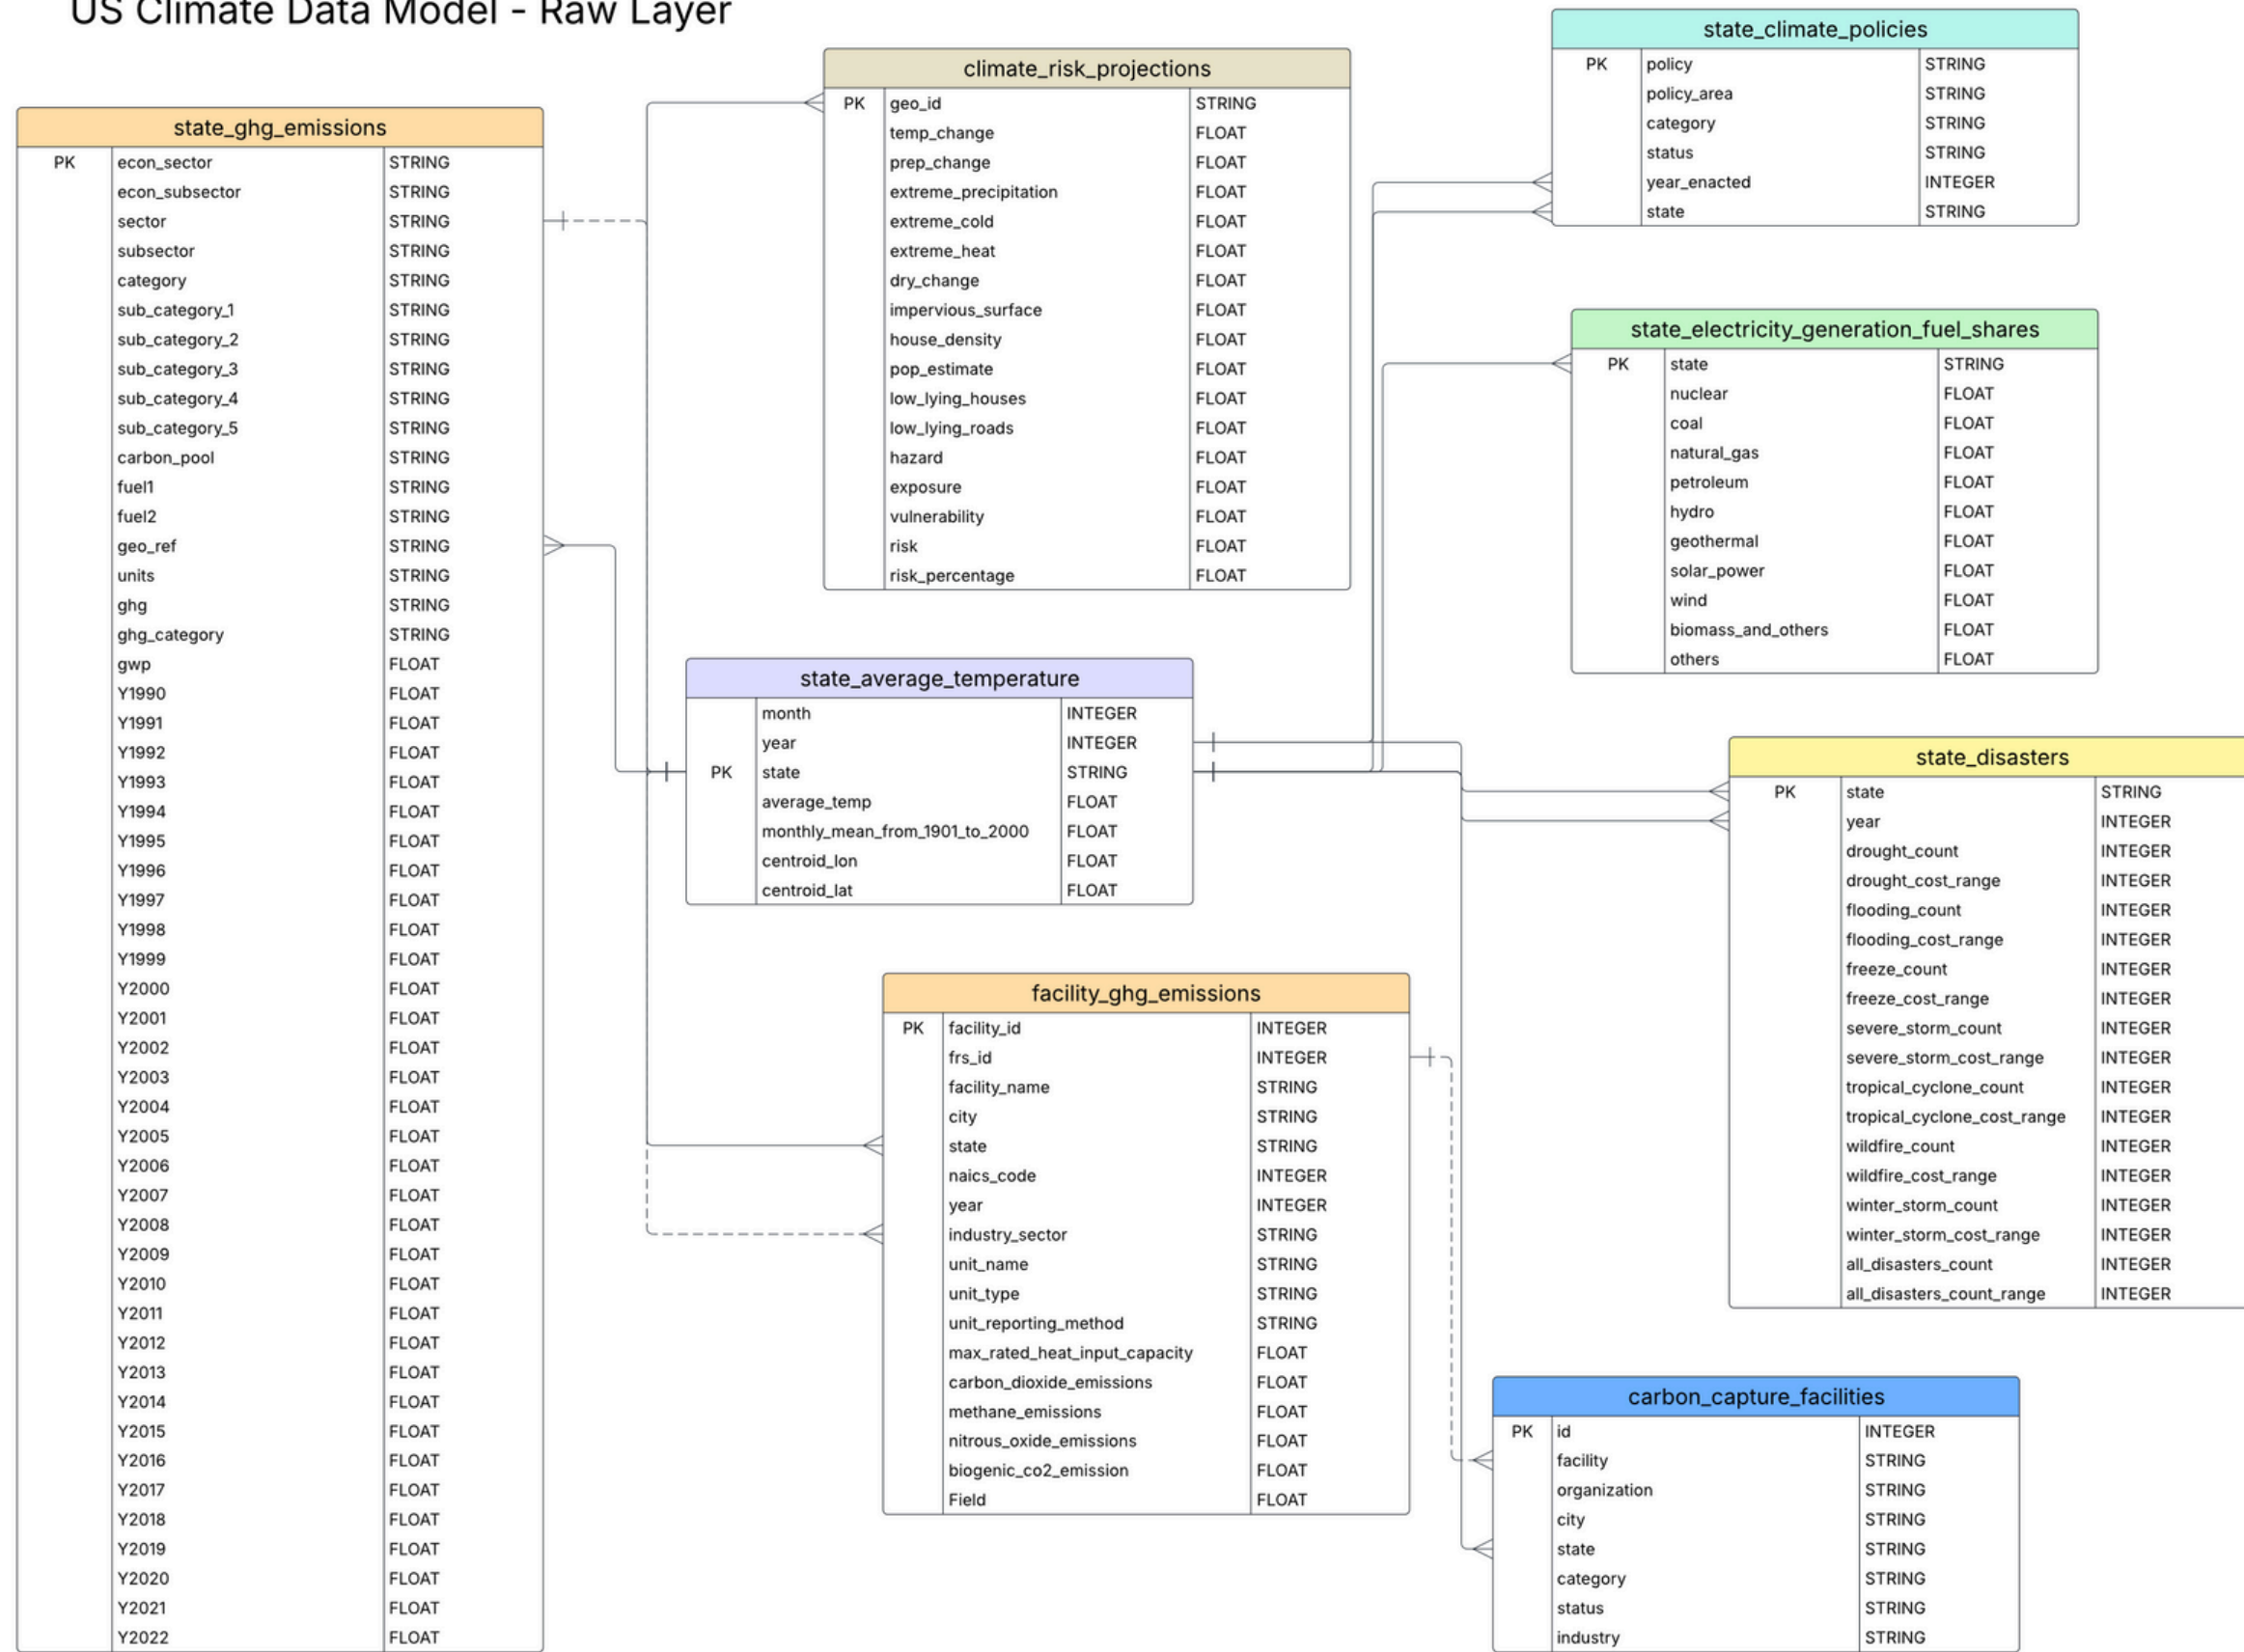 US Climate Data Model - Raw Layer
state_ghg_emissions
PK econ_sector STRING
econ_subsector STRING
sector STRING
subsector STRING
category STRING
sub_category_1 STRING
sub_category_2 STRING
sub_category_3 STRING
sub_category_4 STRING
sub_category_5 STRING
carbon_pool STRING
fuel1 STRING
fuel2 STRING
geo_ref STRING
units STRING
ghg STRING
ghg_category STRING
gwp FLOAT
Y1990 FLOAT
Y1991 FLOAT
Y1992 FLOAT
Y1993 FLOAT
Y1994 FLOAT
Y1995 FLOAT
Y1996 FLOAT
Y1997 FLOAT
Y1998 FLOAT
Y1999 FLOAT
Y2000 FLOAT
Y2001 FLOAT
Y2002 FLOAT
Y2003 FLOAT
Y2004 FLOAT
Y2005 FLOAT
Y2006 FLOAT
Y2007 FLOAT
Y2008 FLOAT
Y2009 FLOAT
Y2010 FLOAT
Y2011 FLOAT
Y2012 FLOAT
Y2013 FLOAT
Y2014 FLOAT
Y2015 FLOAT
Y2016 FLOAT
Y2017 FLOAT
Y2018 FLOAT
Y2019 FLOAT
Y2020 FLOAT
Y2021 FLOAT
Y2022 FLOAT
climate_risk_projections
PK geo_id STRING
temp_change FLOAT
prep_change FLOAT
extreme_precipitation FLOAT
extreme_cold FLOAT
extreme_heat FLOAT
dry_change FLOAT
impervious_surface FLOAT
house_density FLOAT
pop_estimate FLOAT
low_lying_houses FLOAT
low_lying_roads FLOAT
hazard FLOAT
exposure FLOAT
vulnerability FLOAT
risk FLOAT
risk_percentage FLOAT
state_average_temperature
month INTEGER
year INTEGER
PK state STRING
average_temp FLOAT
monthly_mean_from_1901_to_2000 FLOAT
centroid_lon FLOAT
centroid_lat FLOAT
facility_ghg_emissions
PK facility_id INTEGER
frs_id INTEGER
facility_name STRING
city STRING
state STRING
naics_code INTEGER
year INTEGER
industry_sector STRING
unit_name STRING
unit_type STRING
unit_reporting_method STRING
max_rated_heat_input_capacity FLOAT
carbon_dioxide_emissions FLOAT
methane_emissions FLOAT
nitrous_oxide_emissions FLOAT
biogenic_co2_emission FLOAT
Field FLOAT
state_climate_policies
PK policy STRING
policy_area STRING
category STRING
status STRING
year_enacted INTEGER
state STRING
state_electricity_generation_fuel_shares
PK state STRING
nuclear FLOAT
coal FLOAT
natural_gas FLOAT
petroleum FLOAT
hydro FLOAT
geothermal FLOAT
solar_power FLOAT
wind FLOAT
biomass_and_others FLOAT
others FLOAT
state_disasters
PK state STRING
year INTEGER
drought_count INTEGER
drought_cost_range INTEGER
flooding_count INTEGER
flooding_cost_range INTEGER
freeze_count INTEGER
freeze_cost_range INTEGER
severe_storm_count INTEGER
severe_storm_cost_range INTEGER
tropical_cyclone_count INTEGER
tropical_cyclone_cost_range INTEGER
wildfire_count INTEGER
wildfire_cost_range INTEGER
winter_storm_count INTEGER
winter_storm_cost_range INTEGER
all_disasters_count INTEGER
all_disasters_count_range INTEGER
carbon_capture_facilities
PK id INTEGER
facility STRING
organization STRING
city STRING
state STRING
category STRING
status STRING
industry STRING